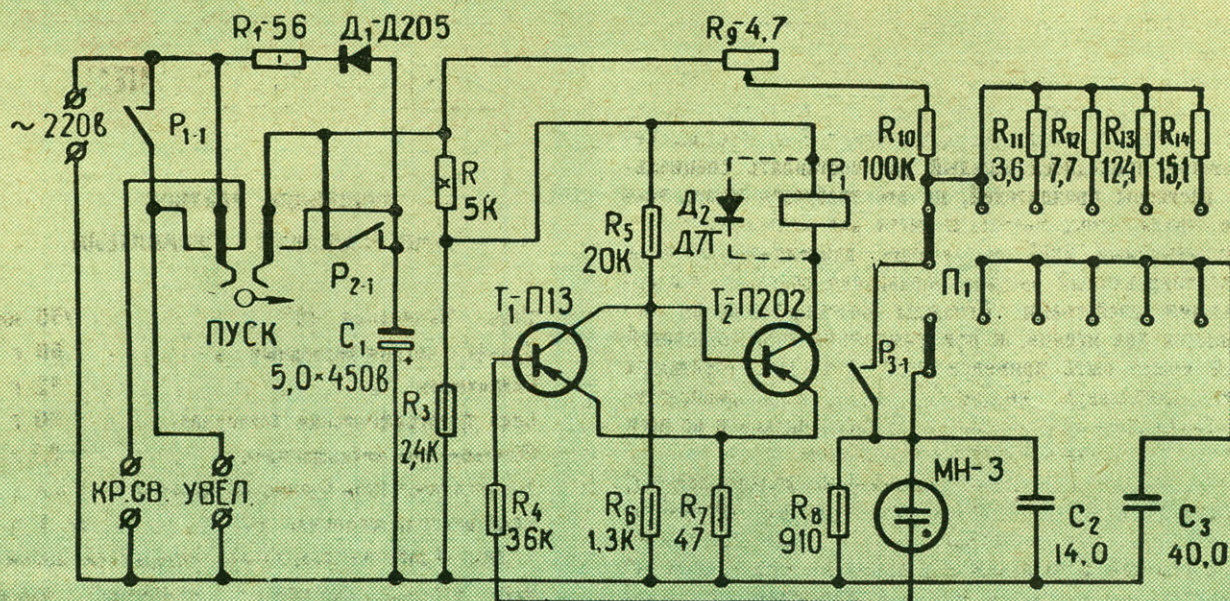 R1-56
Д1-Д205
R9-4,7
~ 220В
P1-1
R
5К
R10
100К
R11
3,6
R12
7,7
R13
12,4
R14
15,1
Д2
Д7Г
P1
R5
20К
P2-1
П1
ПУСК
T1-П13
T2-П202
C1
5,0×450В
+
P3-1
R3
2,4К
КР.СВ.
УВЕЛ.
R4
36К
R6
1,3К
R7
47
R8
910
МН-3
C2
14,0
C3
40,0